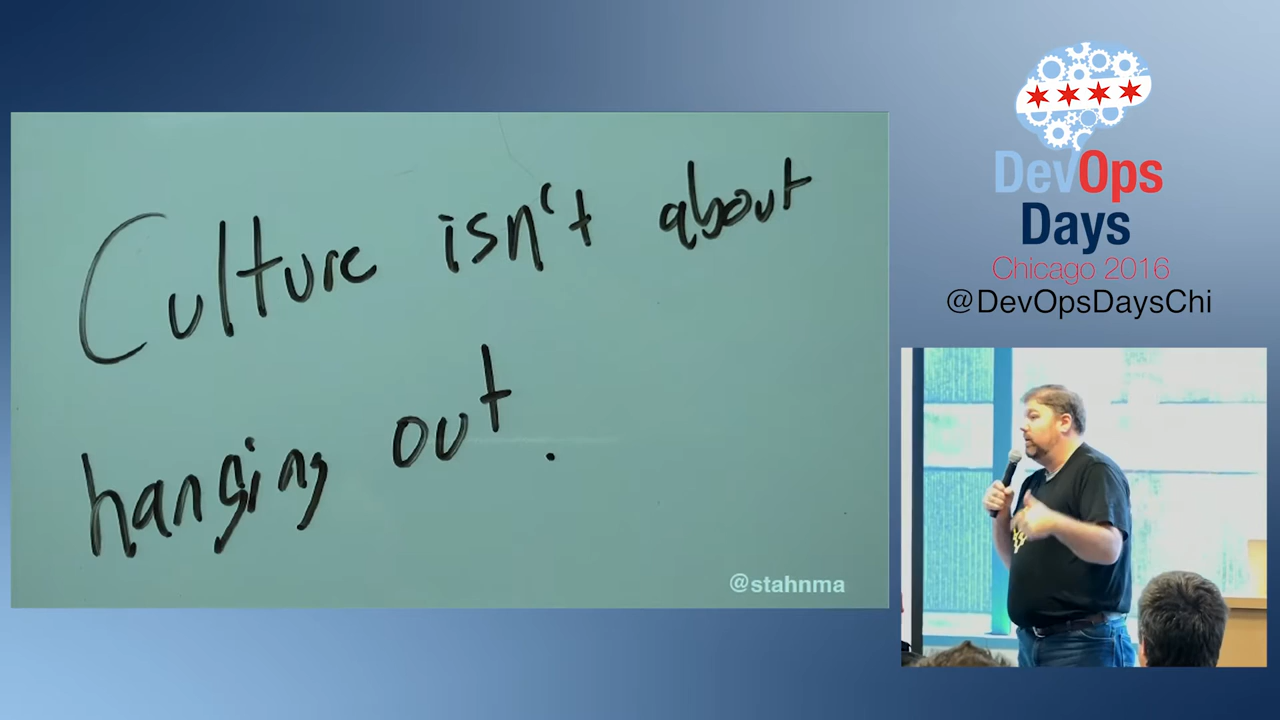 Culture isn't about
hanging out.
@stahnma
DevOps
Days
Chicago 2016
@DevOpsDaysChi